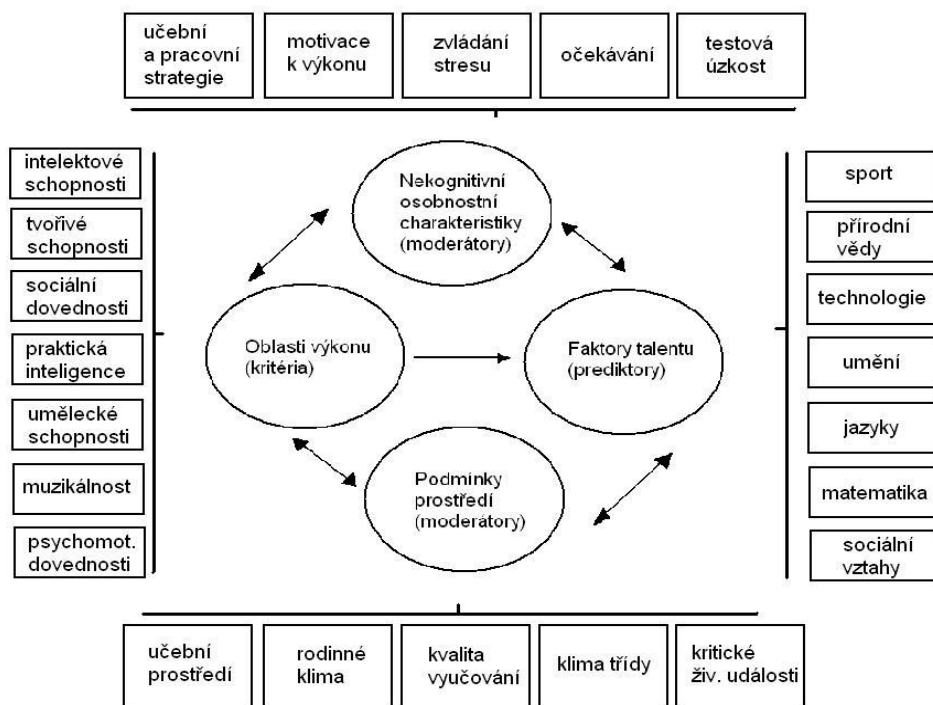 učební
a pracovní
strategie
motivace
k výkonu
zvládání
stresu
očekávání
testová
úzkost
intelektové
schopnosti
tvořivé
schopnosti
sociální
dovednosti
praktická
inteligence
umělecké
schopnosti
muzikálnost
psychomot.
dovednosti
Nekognitivní
osobnostní
charakteristiky
(moderátory)
Oblasti výkonu
(kritéria)
Faktory talentu
(prediktory)
Podmínky
prostředí
(moderátory)
sport
přírodní
vědy
technologie
umění
jazyky
matematika
sociální
vztahy
učební
prostředí
rodinné
klima
kvalita
vyučování
klima třídy
kritické
živ. události